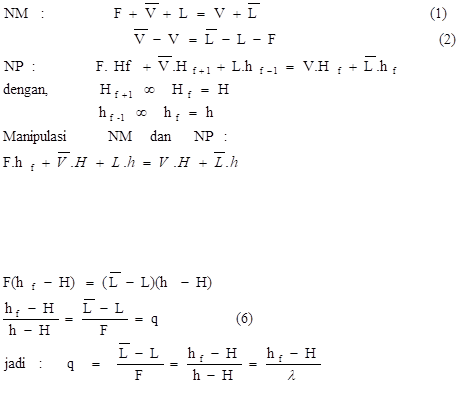 NM : F + V̅ + L = V + L̅ (1)
V̅ − V = L̅ − L − F (2)
NP : F. Hf + V̅.H f+1 + L.h f−1 = V.H f + L̅.h f
dengan, H f+1 ∞ H f = H
h f-1 ∞ h f = h
Manipulasi NM dan NP :
F.h f + V̅.H + L.h = V.H + L̅.h
F(h f − H) = (L̅ − L)(h − H)
(h f − H)/(h − H) = (L̅ − L)/F = q (6)
jadi : q = (L̅ − L)/F = (h f − H)/(h − H) = (h f − H)/λ